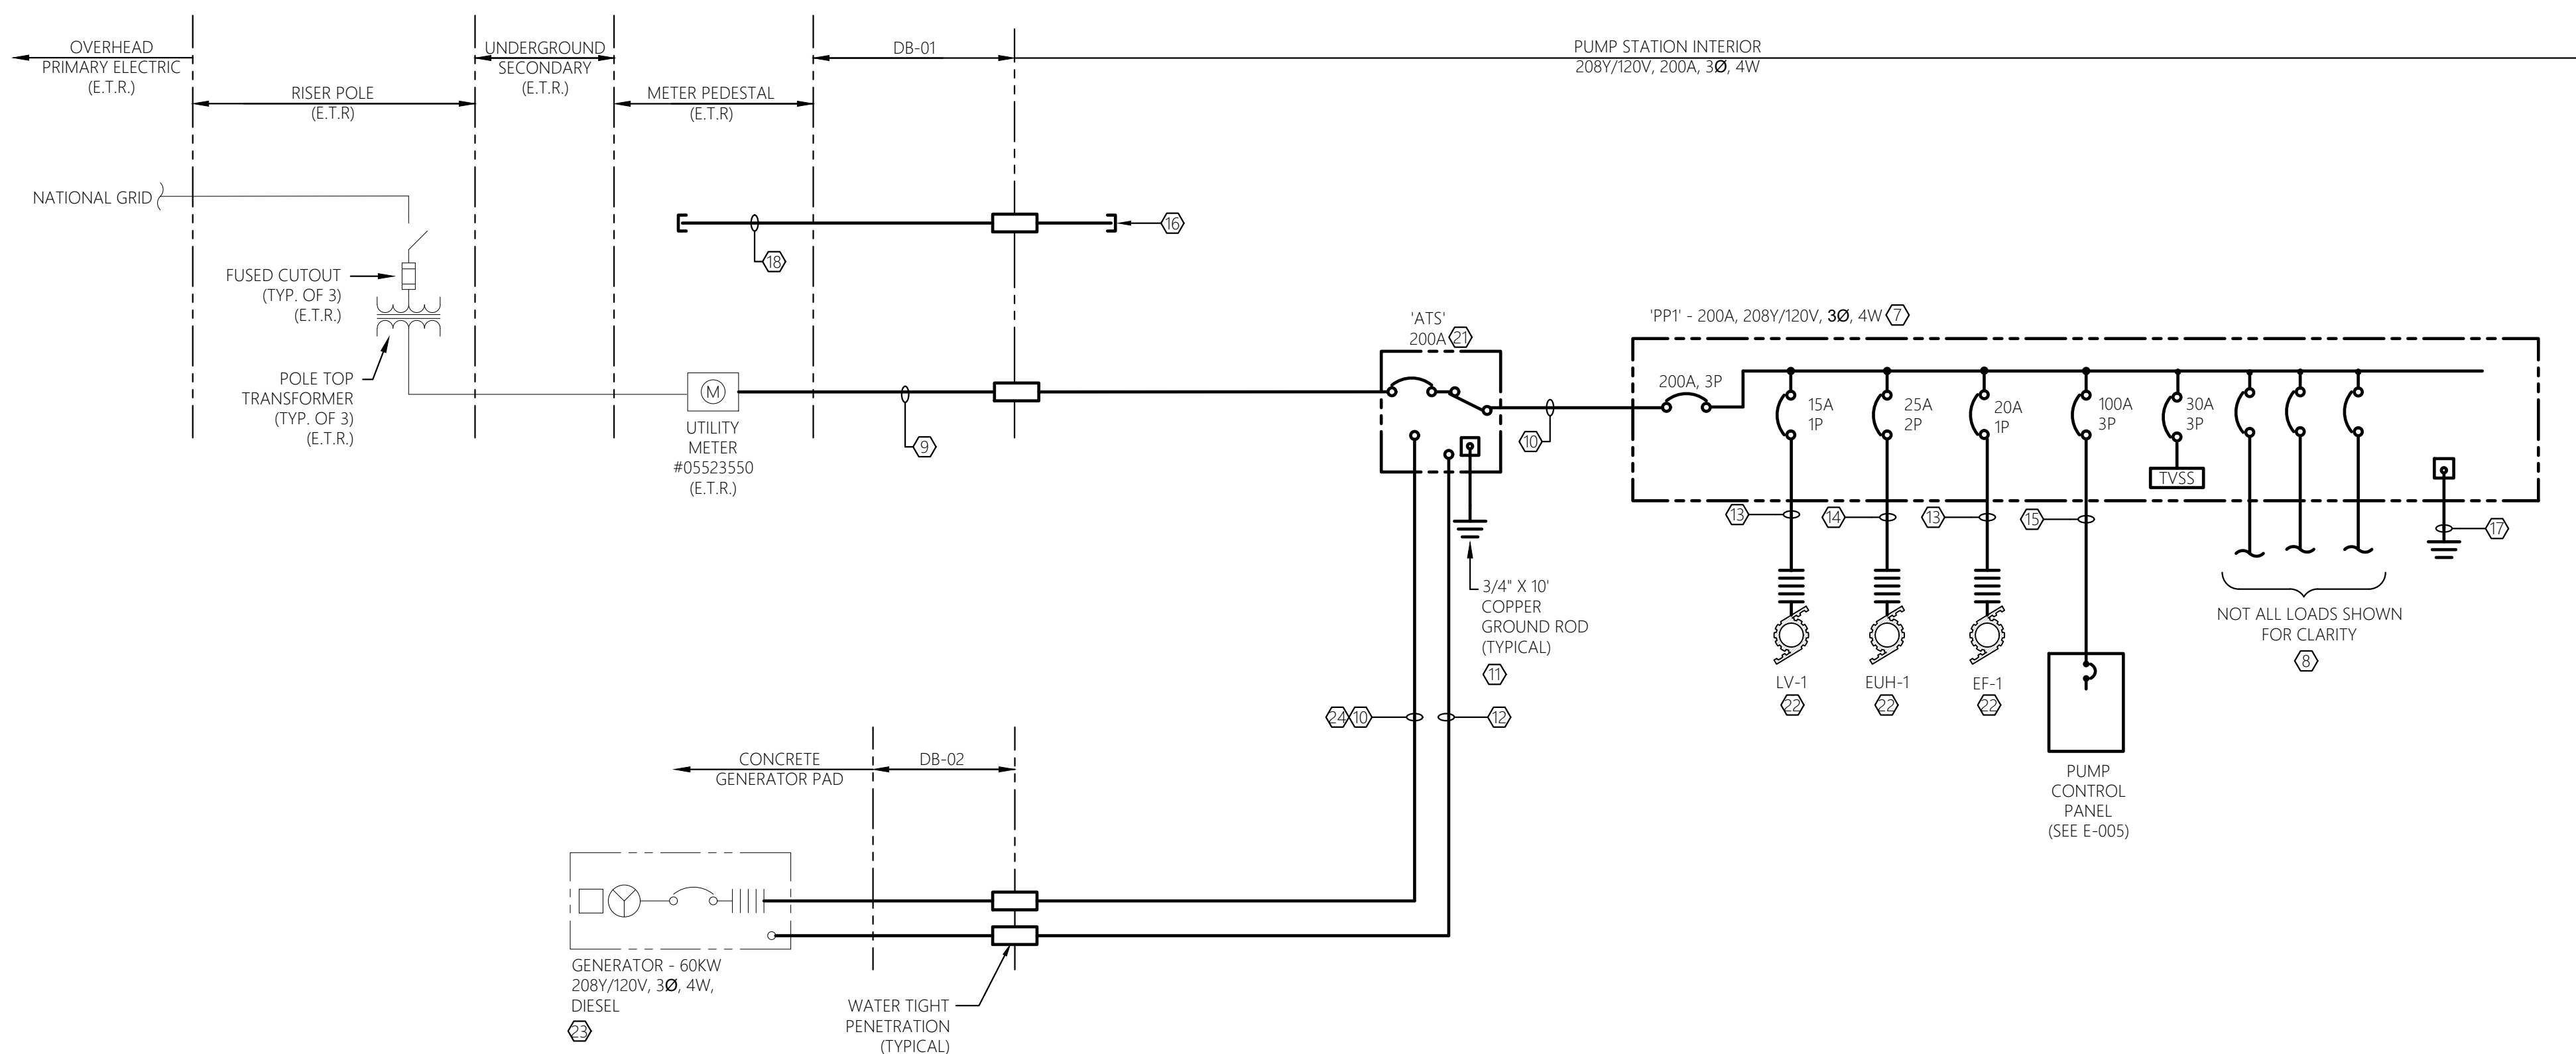 OVERHEAD
PRIMARY ELECTRIC
(E.T.R.)
RISER POLE
(E.T.R)
UNDERGROUND
SECONDARY
(E.T.R.)
METER PEDESTAL
(E.T.R)
DB-01
PUMP STATION INTERIOR
208Y/120V, 200A, 3Ø, 4W
NATIONAL GRID
FUSED CUTOUT
(TYP. OF 3)
(E.T.R.)
POLE TOP
TRANSFORMER
(TYP. OF 3)
(E.T.R.)
16
18
M
UTILITY
METER
#05523550
(E.T.R.)
9
'ATS'
200A 21
10
3/4" X 10'
COPPER
GROUND ROD
(TYPICAL)
11
24 10
12
'PP1' - 200A, 208Y/120V, 3Ø, 4W 7
200A, 3P
15A
1P
25A
2P
20A
1P
100A
3P
30A
3P
TVSS
13
14
13
15
17
LV-1
22
EUH-1
22
EF-1
22
PUMP
CONTROL
PANEL
(SEE E-005)
NOT ALL LOADS SHOWN
FOR CLARITY
8
CONCRETE
GENERATOR PAD
DB-02
GENERATOR - 60KW
208Y/120V, 3Ø, 4W,
DIESEL
23
WATER TIGHT
PENETRATION
(TYPICAL)